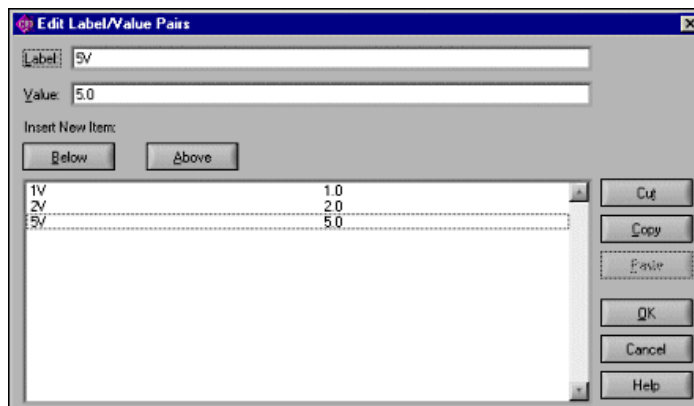 Edit Label/Value Pairs
Label: 5V
Value: 5.0
Insert New Item:
Below Above
1V 1.0
2V 2.0
5V 5.0
Cut
Copy
Paste
OK
Cancel
Help